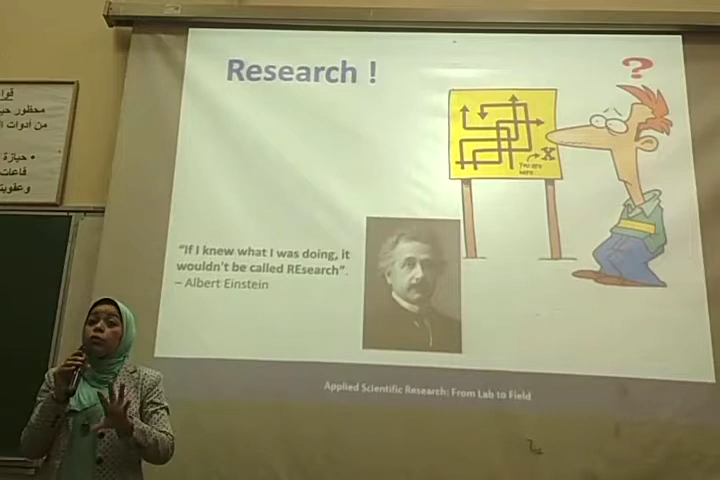 Research !
?
You are
here
X
"If I knew what I was doing, it
wouldn't be called REsearch".
– Albert Einstein
Applied Scientific Research: From Lab to Field
محظور
من أدوات
• حيازة